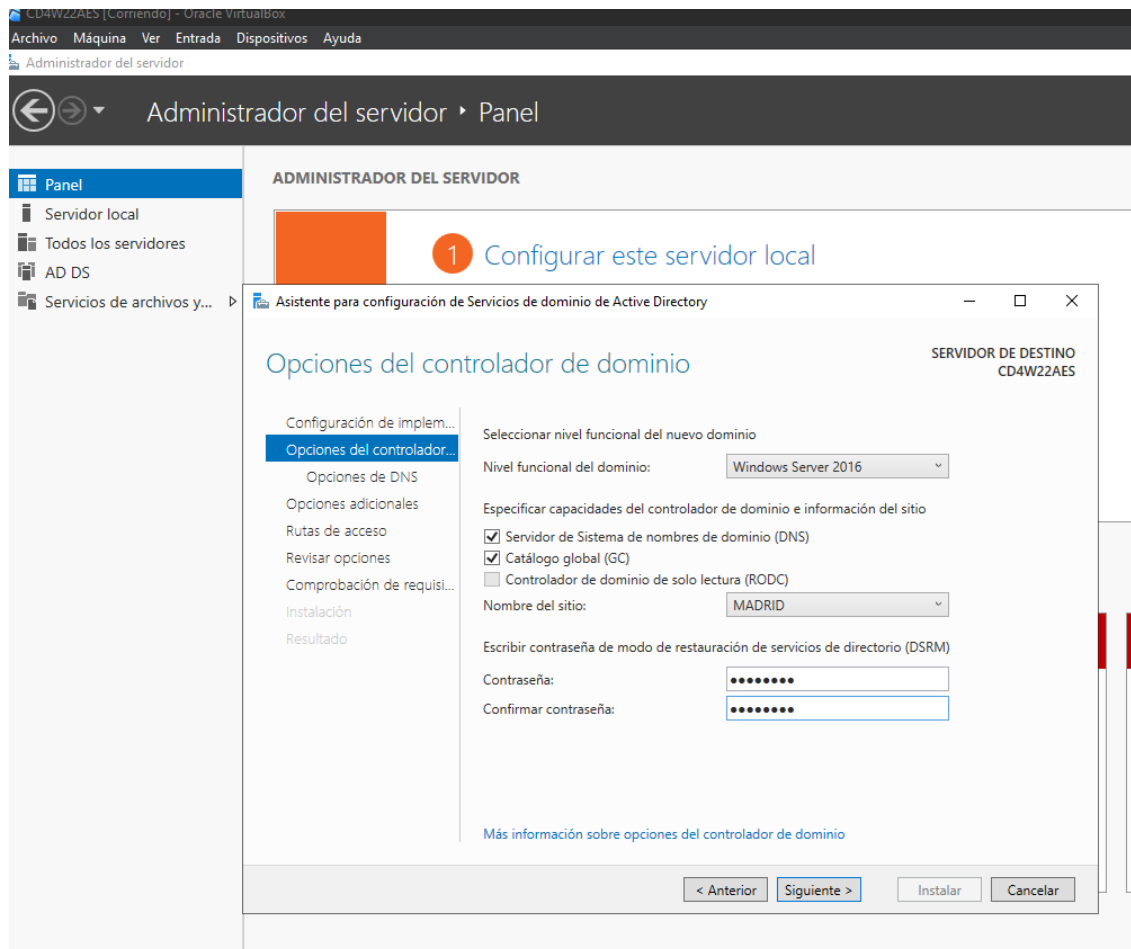 CD4W22AES [Corriendo] - Oracle VirtualBox
Archivo Máquina Ver Entrada Dispositivos Ayuda
Administrador del servidor
Administrador del servidor ‣ Panel
Panel
Servidor local
Todos los servidores
AD DS
Servicios de archivos y...
ADMINISTRADOR DEL SERVIDOR
1 Configurar este servidor local
Asistente para configuración de Servicios de dominio de Active Directory
Opciones del controlador de dominio
SERVIDOR DE DESTINO
CD4W22AES
Configuración de implem...
Opciones del controlador...
Opciones de DNS
Opciones adicionales
Rutas de acceso
Revisar opciones
Comprobación de requisi...
Instalación
Resultado
Seleccionar nivel funcional del nuevo dominio
Nivel funcional del dominio: Windows Server 2016
Especificar capacidades del controlador de dominio e información del sitio
Servidor de Sistema de nombres de dominio (DNS)
Catálogo global (GC)
Controlador de dominio de solo lectura (RODC)
Nombre del sitio: MADRID
Escribir contraseña de modo de restauración de servicios de directorio (DSRM)
Contraseña: ••••••••
Confirmar contraseña: ••••••••
Más información sobre opciones del controlador de dominio
< Anterior Siguiente > Instalar Cancelar